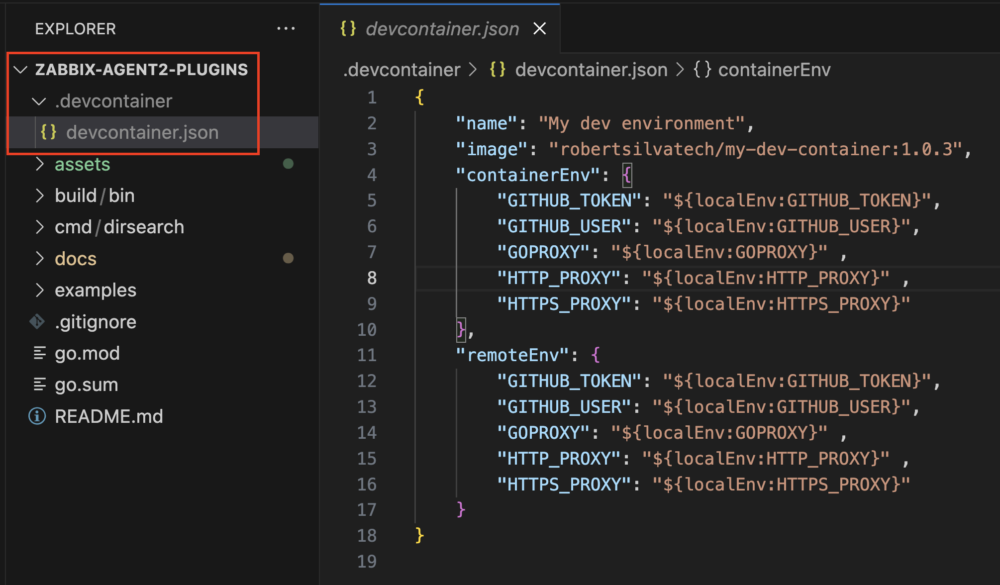 EXPLORER
ZABBIX-AGENT2-PLUGINS
.devcontainer
{} devcontainer.json
assets
build/bin
cmd/dirsearch
docs
examples
.gitignore
go.mod
go.sum
README.md
{} devcontainer.json
.devcontainer > {} devcontainer.json > {} containerEnv
1 {
2 "name": "My dev environment",
3 "image": "robertsilvatech/my-dev-container:1.0.3",
4 "containerEnv": {
5 "GITHUB_TOKEN": "${localEnv:GITHUB_TOKEN}",
6 "GITHUB_USER": "${localEnv:GITHUB_USER}",
7 "GOPROXY": "${localEnv:GOPROXY}" ,
8 "HTTP_PROXY": "${localEnv:HTTP_PROXY}" ,
9 "HTTPS_PROXY": "${localEnv:HTTPS_PROXY}"
10 },
11 "remoteEnv": {
12 "GITHUB_TOKEN": "${localEnv:GITHUB_TOKEN}",
13 "GITHUB_USER": "${localEnv:GITHUB_USER}",
14 "GOPROXY": "${localEnv:GOPROXY}" ,
15 "HTTP_PROXY": "${localEnv:HTTP_PROXY}" ,
16 "HTTPS_PROXY": "${localEnv:HTTPS_PROXY}"
17 }
18 }
19